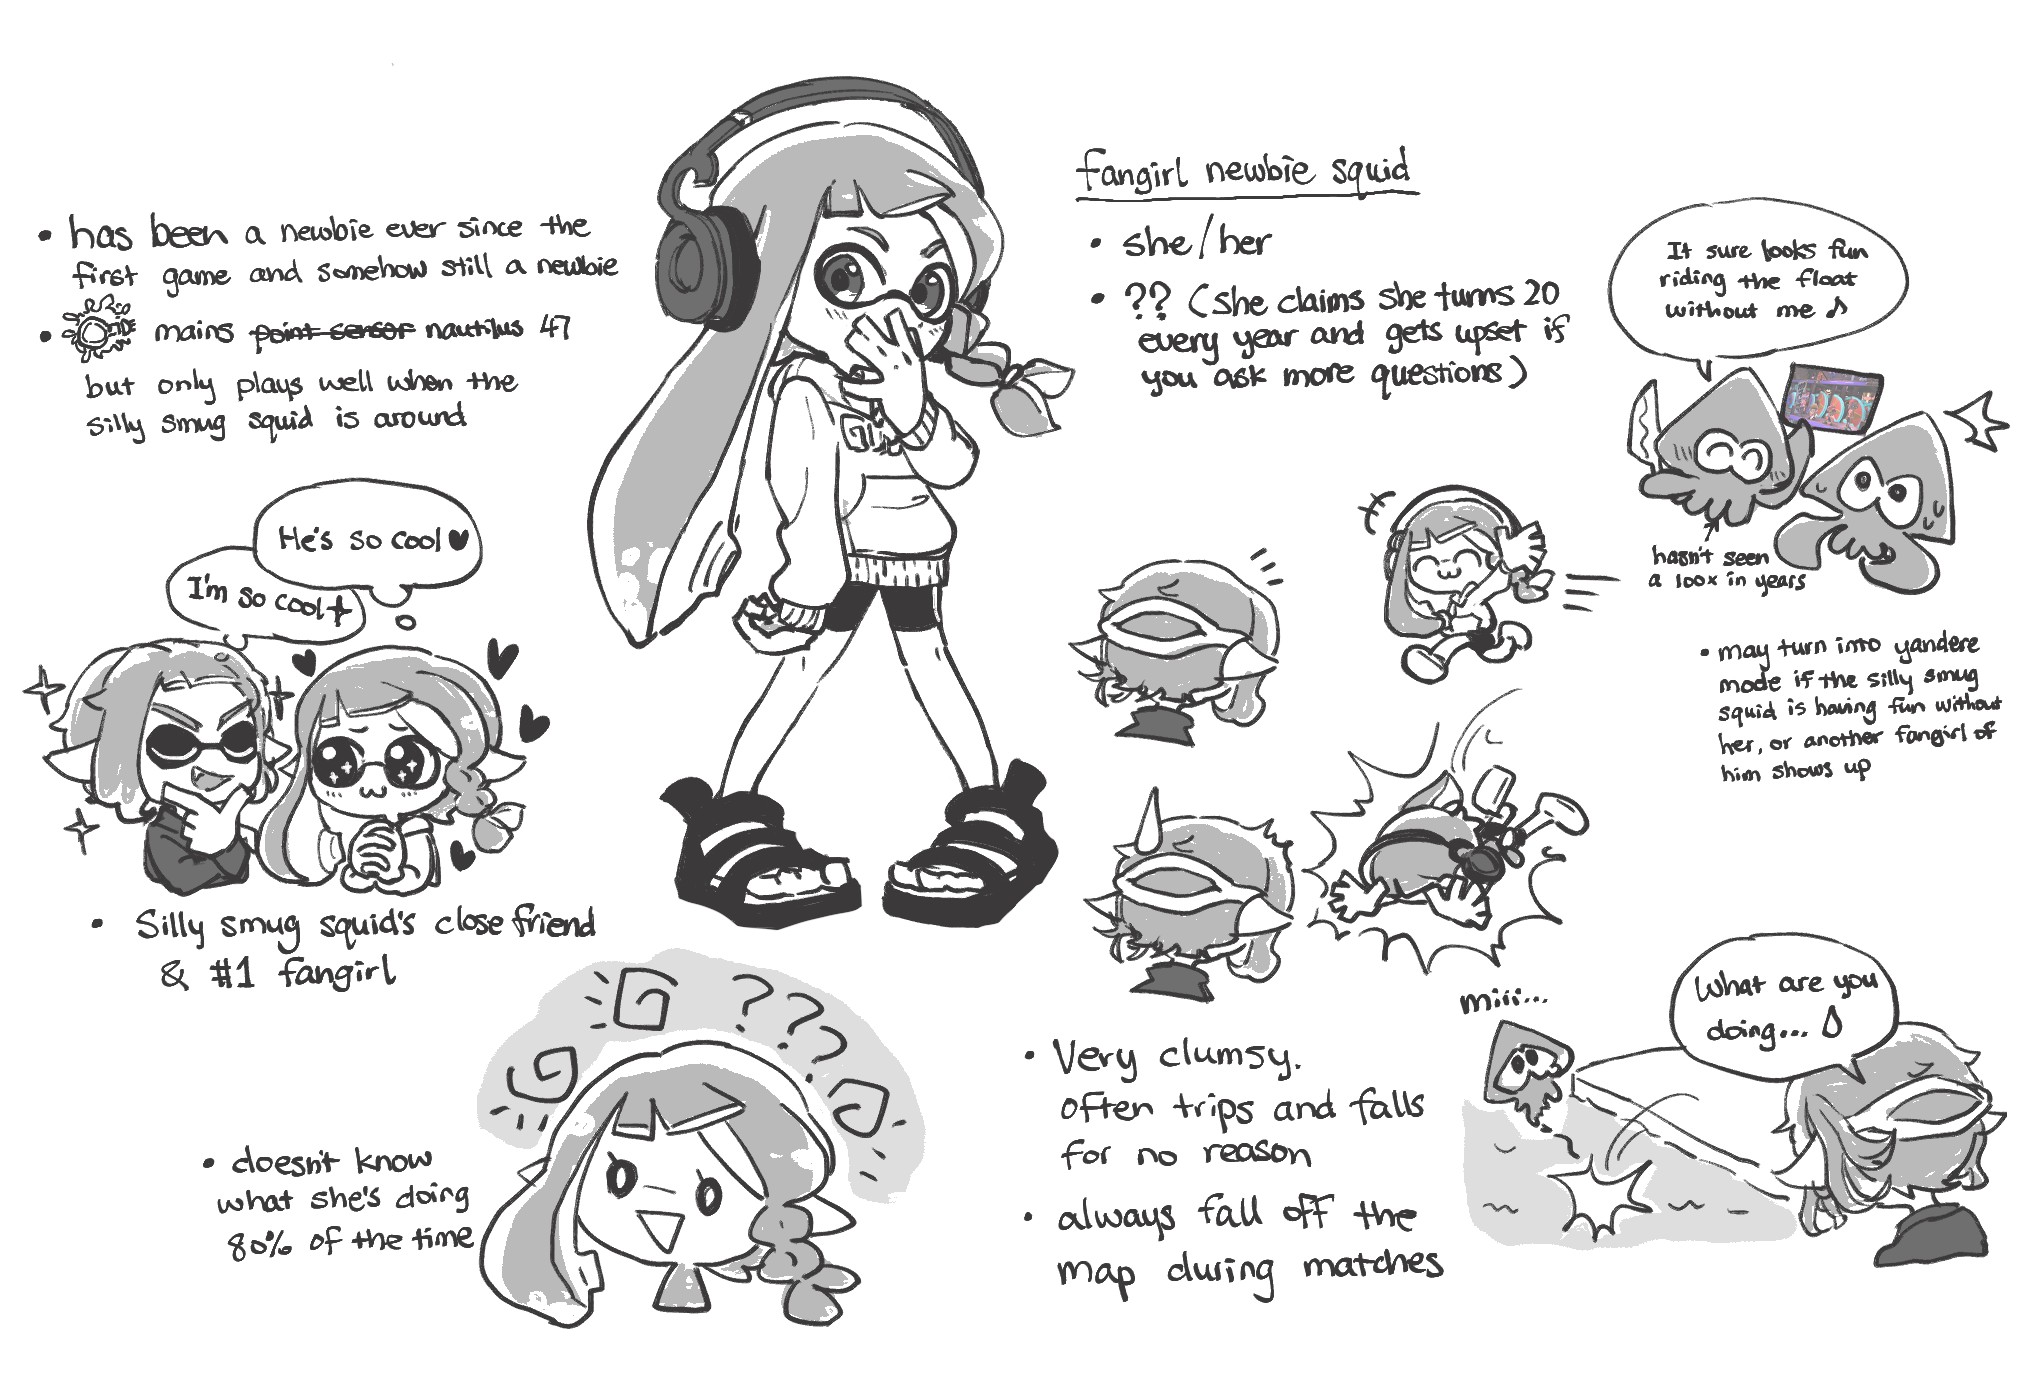 fangirl newbie squid
• she/her
• ?? (she claims she turns 20
every year and gets upset if
you ask more questions)
• has been a newbie ever since the
first game and somehow still a newbie
• mains point sensor nautilus 47
but only plays well when the
silly smug squid is around
It sure looks fun
riding the float
without me ♪
hasn't seen
a 100x in years
• may turn into yandere
mode if the silly smug
squid is having fun without
her, or another fangirl of
him shows up
He's so cool ♥
I'm so cool
• Silly smug squid's close friend
& #1 fangirl
???
• doesn't know
what she's doing
80% of the time
• Very clumsy.
often trips and falls
for no reason
• always fall off the
map during matches
miii...
What are you
doing...